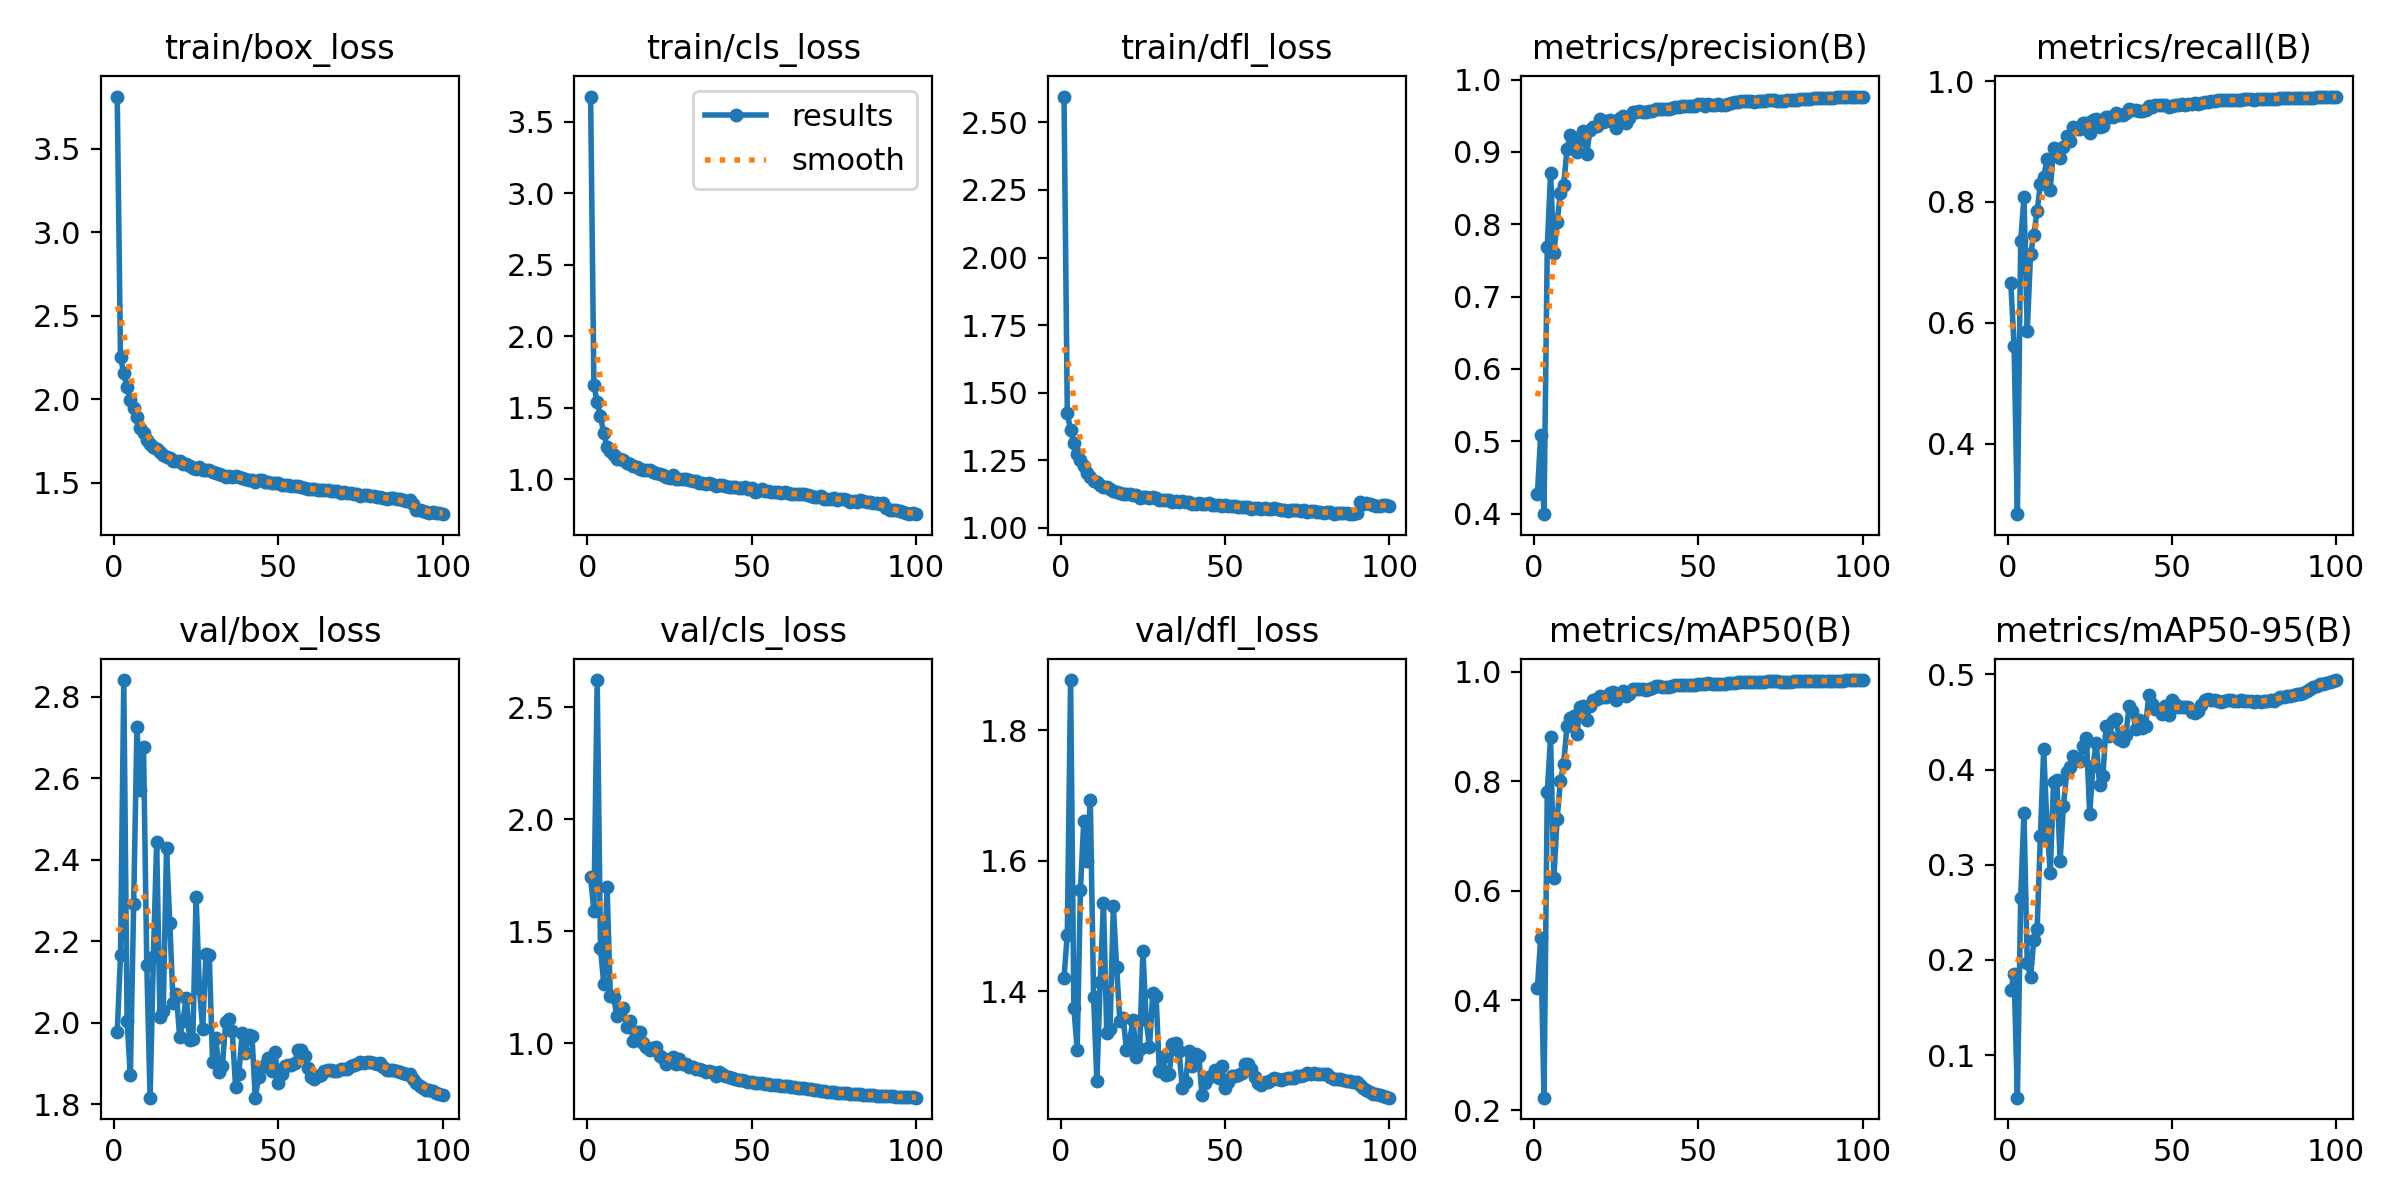 train/box_loss
3.5
3.0
2.5
2.0
1.5
0 50 100
train/cls_loss
results
smooth
3.5
3.0
2.5
2.0
1.5
1.0
0 50 100
train/dfl_loss
2.50
2.25
2.00
1.75
1.50
1.25
1.00
0 50 100
metrics/precision(B)
1.0
0.9
0.8
0.7
0.6
0.5
0.4
0 50 100
metrics/recall(B)
1.0
0.8
0.6
0.4
0 50 100
val/box_loss
2.8
2.6
2.4
2.2
2.0
1.8
0 50 100
val/cls_loss
2.5
2.0
1.5
1.0
0 50 100
val/dfl_loss
1.8
1.6
1.4
0 50 100
metrics/mAP50(B)
1.0
0.8
0.6
0.4
0.2
0 50 100
metrics/mAP50-95(B)
0.5
0.4
0.3
0.2
0.1
0 50 100